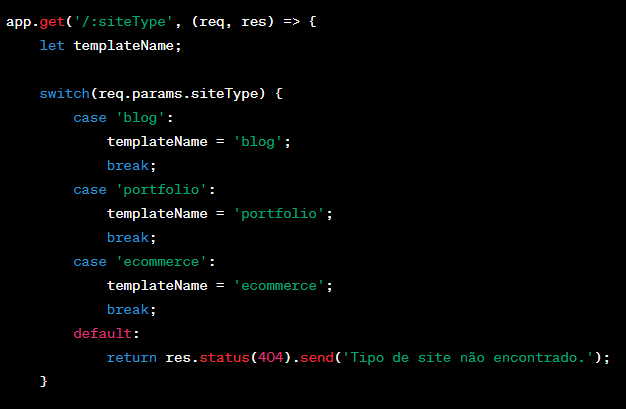 app.get('/:siteType', (req, res) => {
    let templateName;

    switch(req.params.siteType) {
        case 'blog':
            templateName = 'blog';
            break;
        case 'portfolio':
            templateName = 'portfolio';
            break;
        case 'ecommerce':
            templateName = 'ecommerce';
            break;
        default:
            return res.status(404).send('Tipo de site não encontrado.');
    }